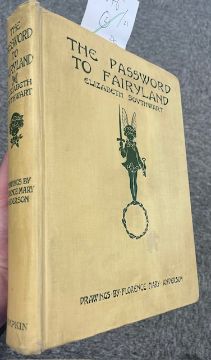 THE PASSWORD
TO FAIRYLAND
ELIZABETH SOUTHWART
DRAWINGS BY FLORENCE MARY ANDERSON
THE
PASSWORD
TO
FAIRYLAND
ELIZABETH
SOUTHWART
DRAWINGS BY
FLORENCE MARY
ANDERSON
SIMPKIN